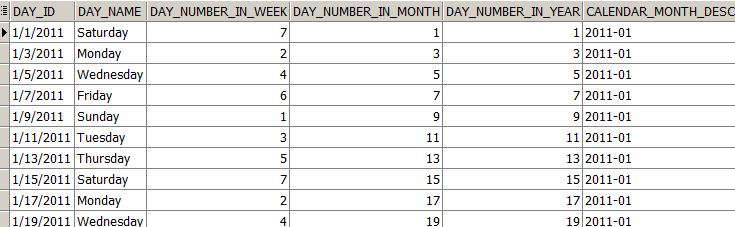 DAY_ID DAY_NAME DAY_NUMBER_IN_WEEK DAY_NUMBER_IN_MONTH DAY_NUMBER_IN_YEAR CALENDAR_MONTH_DESC
1/1/2011 Saturday 7 1 1 2011-01
1/3/2011 Monday 2 3 3 2011-01
1/5/2011 Wednesday 4 5 5 2011-01
1/7/2011 Friday 6 7 7 2011-01
1/9/2011 Sunday 1 9 9 2011-01
1/11/2011 Tuesday 3 11 11 2011-01
1/13/2011 Thursday 5 13 13 2011-01
1/15/2011 Saturday 7 15 15 2011-01
1/17/2011 Monday 2 17 17 2011-01
1/19/2011 Wednesday 4 19 19 2011-01